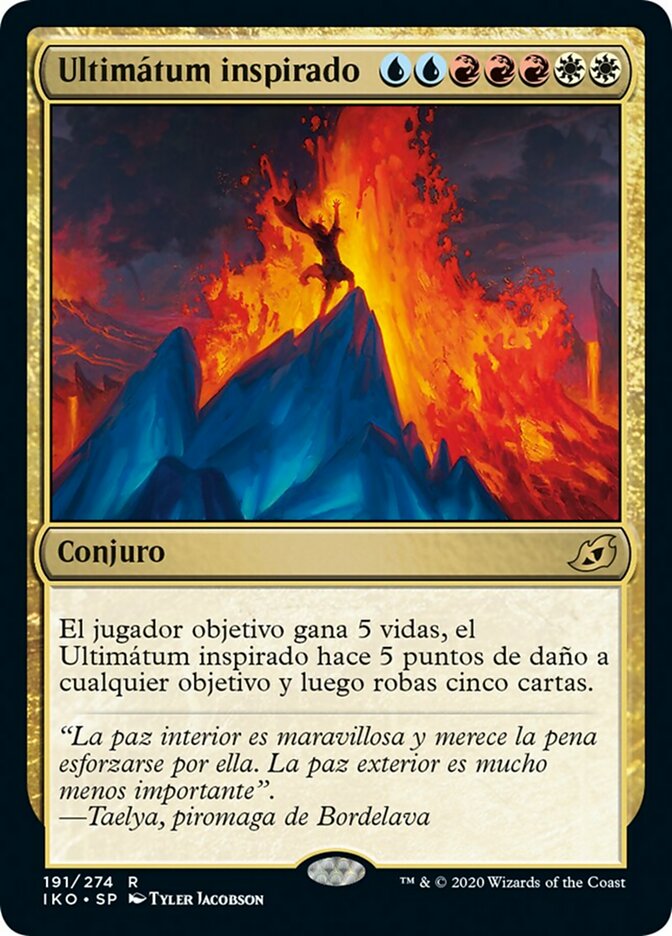 Ultimátum inspirado
Conjuro
El jugador objetivo gana 5 vidas, el
Ultimátum inspirado hace 5 puntos de daño a
cualquier objetivo y luego robas cinco cartas.
“La paz interior es maravillosa y merece la pena
esforzarse por ella. La paz exterior es mucho
menos importante”.
—Taelya, piromaga de Bordelava
191/274 R
IKO • SP Tyler Jacobson
™ & © 2020 Wizards of the Coast